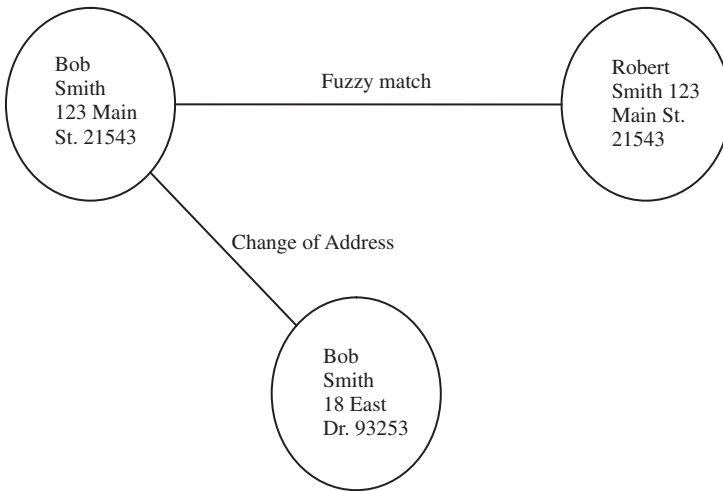 Bob
Smith
123 Main
St. 21543
Fuzzy match
Robert
Smith 123
Main St.
21543
Change of Address
Bob
Smith
18 East
Dr. 93253